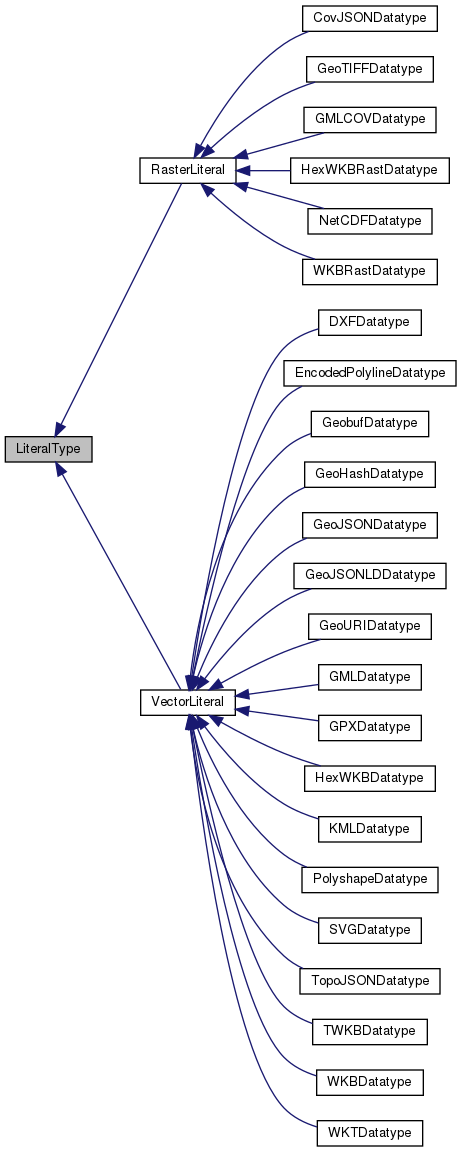 CovJSONDatatype
GeoTIFFDatatype
GMLCOVDatatype
RasterLiteral
HexWKBRastDatatype
NetCDFDatatype
WKBRastDatatype
DXFDatatype
EncodedPolylineDatatype
GeobufDatatype
LiteralType
GeoHashDatatype
GeoJSONDatatype
GeoJSONLDDatatype
GeoURIDatatype
GMLDatatype
VectorLiteral
GPXDatatype
HexWKBDatatype
KMLDatatype
PolyshapeDatatype
SVGDatatype
TopoJSONDatatype
TWKBDatatype
WKBDatatype
WKTDatatype